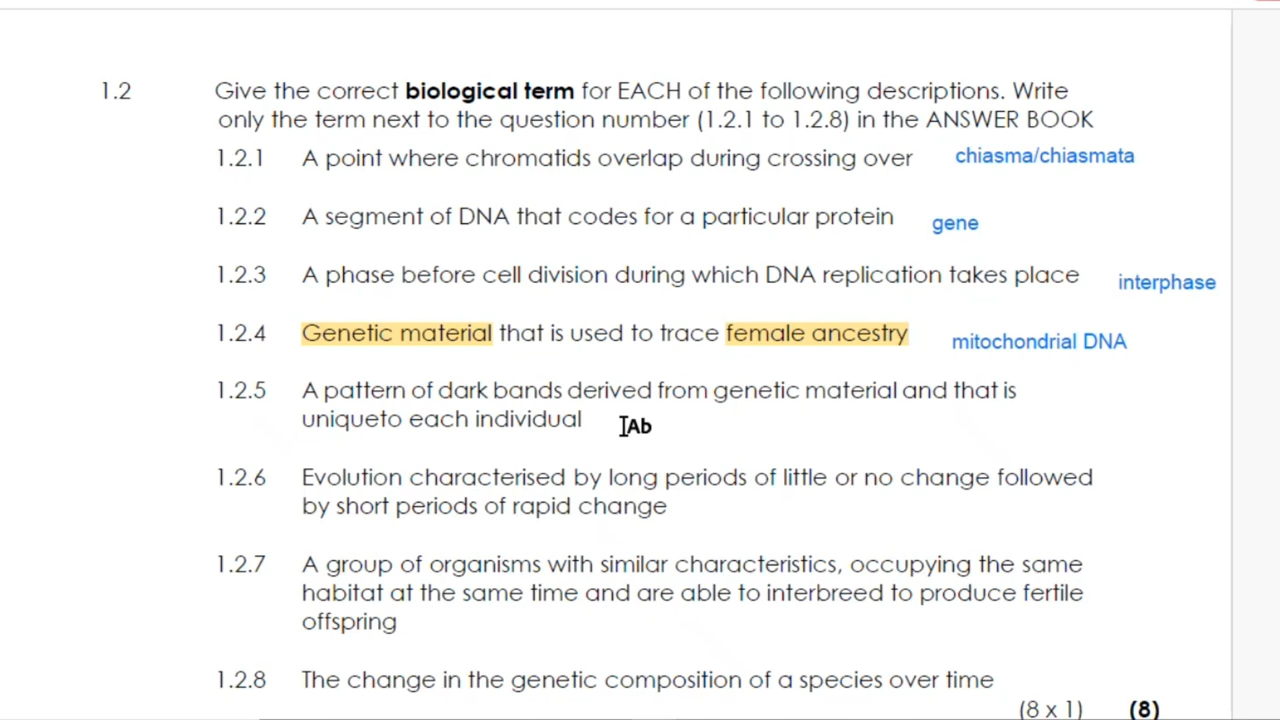 1.2 Give the correct biological term for EACH of the following descriptions. Write
only the term next to the question number (1.2.1 to 1.2.8) in the ANSWER BOOK
1.2.1 A point where chromatids overlap during crossing over chiasma/chiasmata
1.2.2 A segment of DNA that codes for a particular protein gene
1.2.3 A phase before cell division during which DNA replication takes place interphase
1.2.4 Genetic material that is used to trace female ancestry mitochondrial DNA
1.2.5 A pattern of dark bands derived from genetic material and that is
uniqueto each individual Ab
1.2.6 Evolution characterised by long periods of little or no change followed
by short periods of rapid change
1.2.7 A group of organisms with similar characteristics, occupying the same
habitat at the same time and are able to interbreed to produce fertile
offspring
1.2.8 The change in the genetic composition of a species over time
(8 x 1) (8)